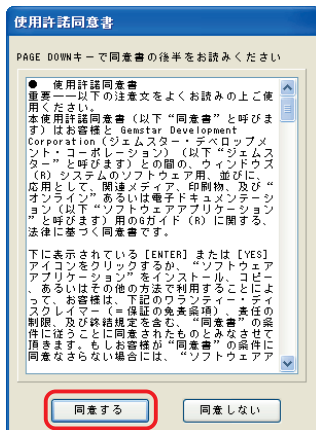 使用許諾同意書
PAGE DOWNキーで同意書の後半をお読みください
● 使用許諾同意書
重要――以下の注意文をよくお読みの上ご使
用ください。
本使用許諾同意書（以下“同意書”と呼びま
す）はお客様と Gemstar Development
Corporation（ジェムスター・デベロップメ
ント・コーポレーション）（以下“ジェムス
ター”と呼びます）との間の、ウィンドウズ
（R）システムのソフトウェア用、並びに、
応用として、関連メディア、印刷物、及び“
オンライン”あるいは電子ドキュメンテーシ
ョン（以下“ソフトウェアアプリケーション
”と呼びます）用のGガイド（R）に関する、
法律に基づく同意書です。
下に表示されている［ENTER］または［YES］
アイコンをクリックするか、“ソフトウェア
アプリケーション”をインストール、コピー
、あるいはその他の方法で利用することによ
って、お客様は、下記のワランティー・ディ
スクレイマー（＝保証の免責条項）、責任の
制限、及び終結規定を含む、“同意書”の条
件に従うことに同意されたものとみなさせて
頂きます。もしお客様が“同意書”の条件に
同意なさらない場合には、“ソフトウェアア
同意する
同意しない